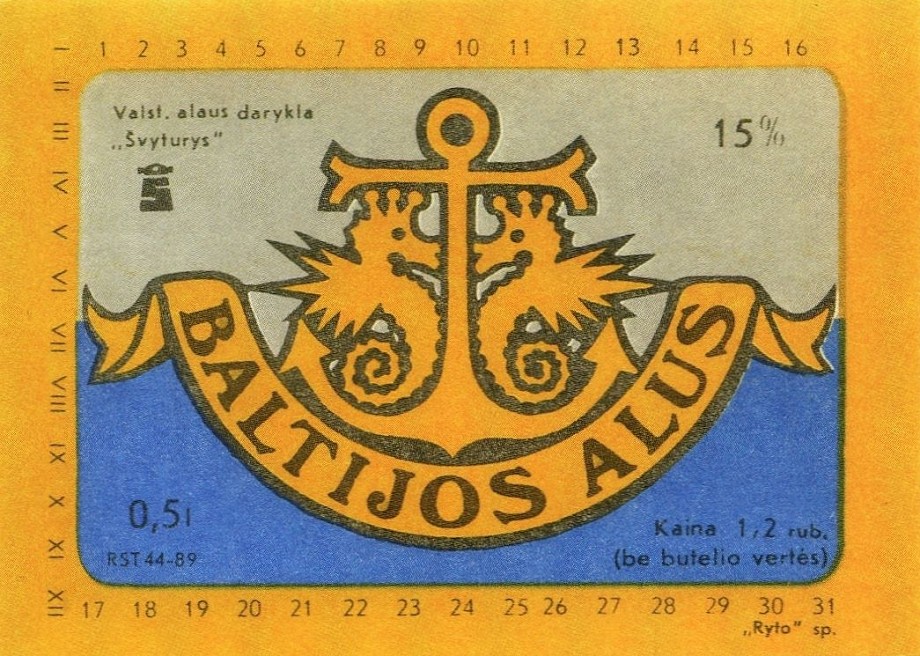 1 2 3 4 5 6 7 8 9 10 11 12 13 14 15 16
I II III IV V VI VII VIII IX X XI XII
Valst. alaus darykla
„Švyturys"
15%
BALTIJOS ALUS
0,5l
RST 44-89
Kaina 1,2 rub.
(be butelio vertės)
17 18 19 20 21 22 23 24 25 26 27 28 29 30 31
„Ryto" sp.